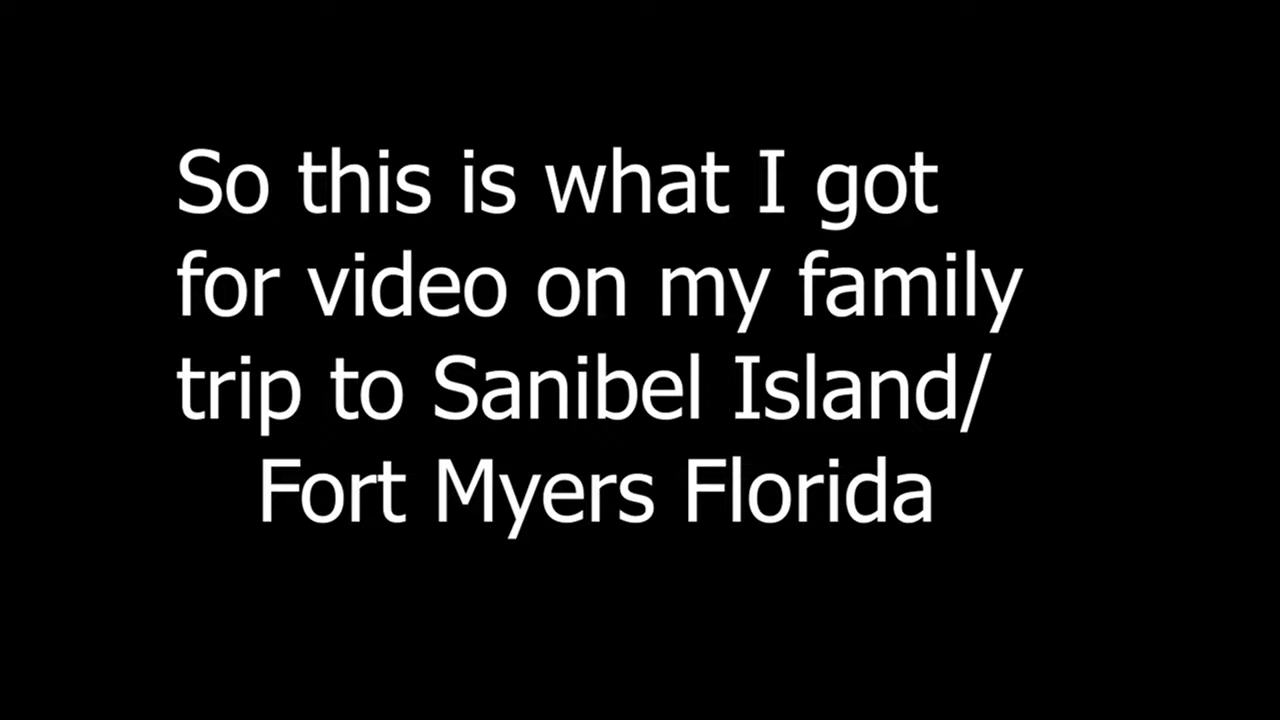 So this is what I got
for video on my family
trip to Sanibel Island/
Fort Myers Florida